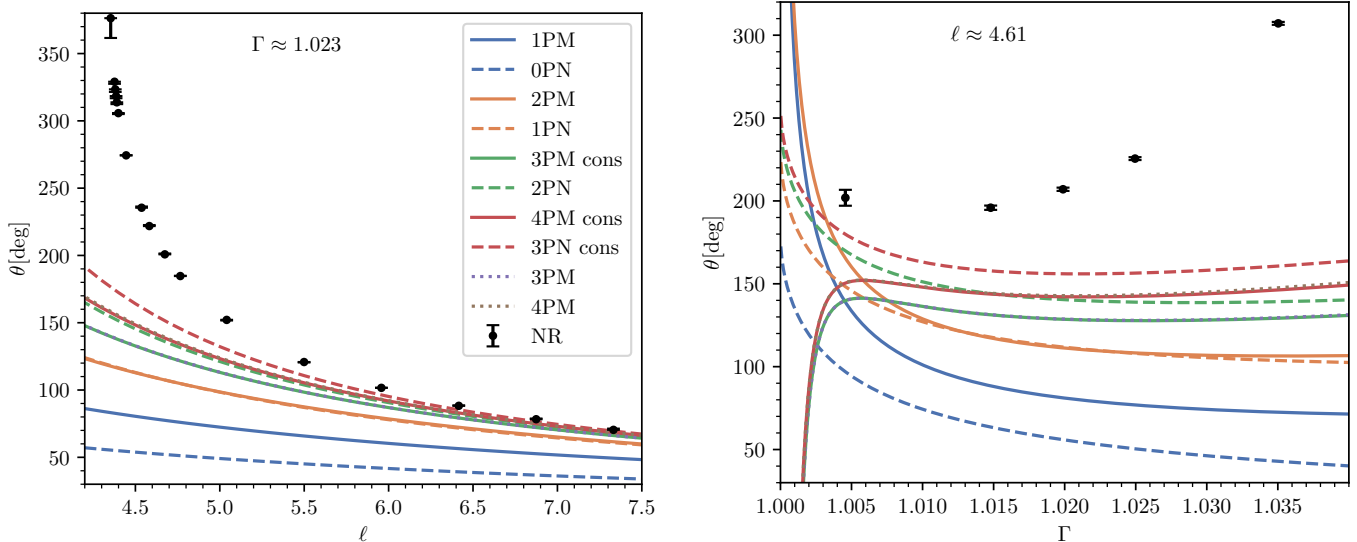 Γ ≈ 1.023
1PM
0PN
2PM
1PN
3PM cons
2PN
4PM cons
3PN cons
3PM
4PM
NR
θ[deg]
350
300
250
200
150
100
50
4.5 5.0 5.5 6.0 6.5 7.0 7.5
ℓ
ℓ ≈ 4.61
θ[deg]
300
250
200
150
100
50
1.000 1.005 1.010 1.015 1.020 1.025 1.030 1.035
Γ